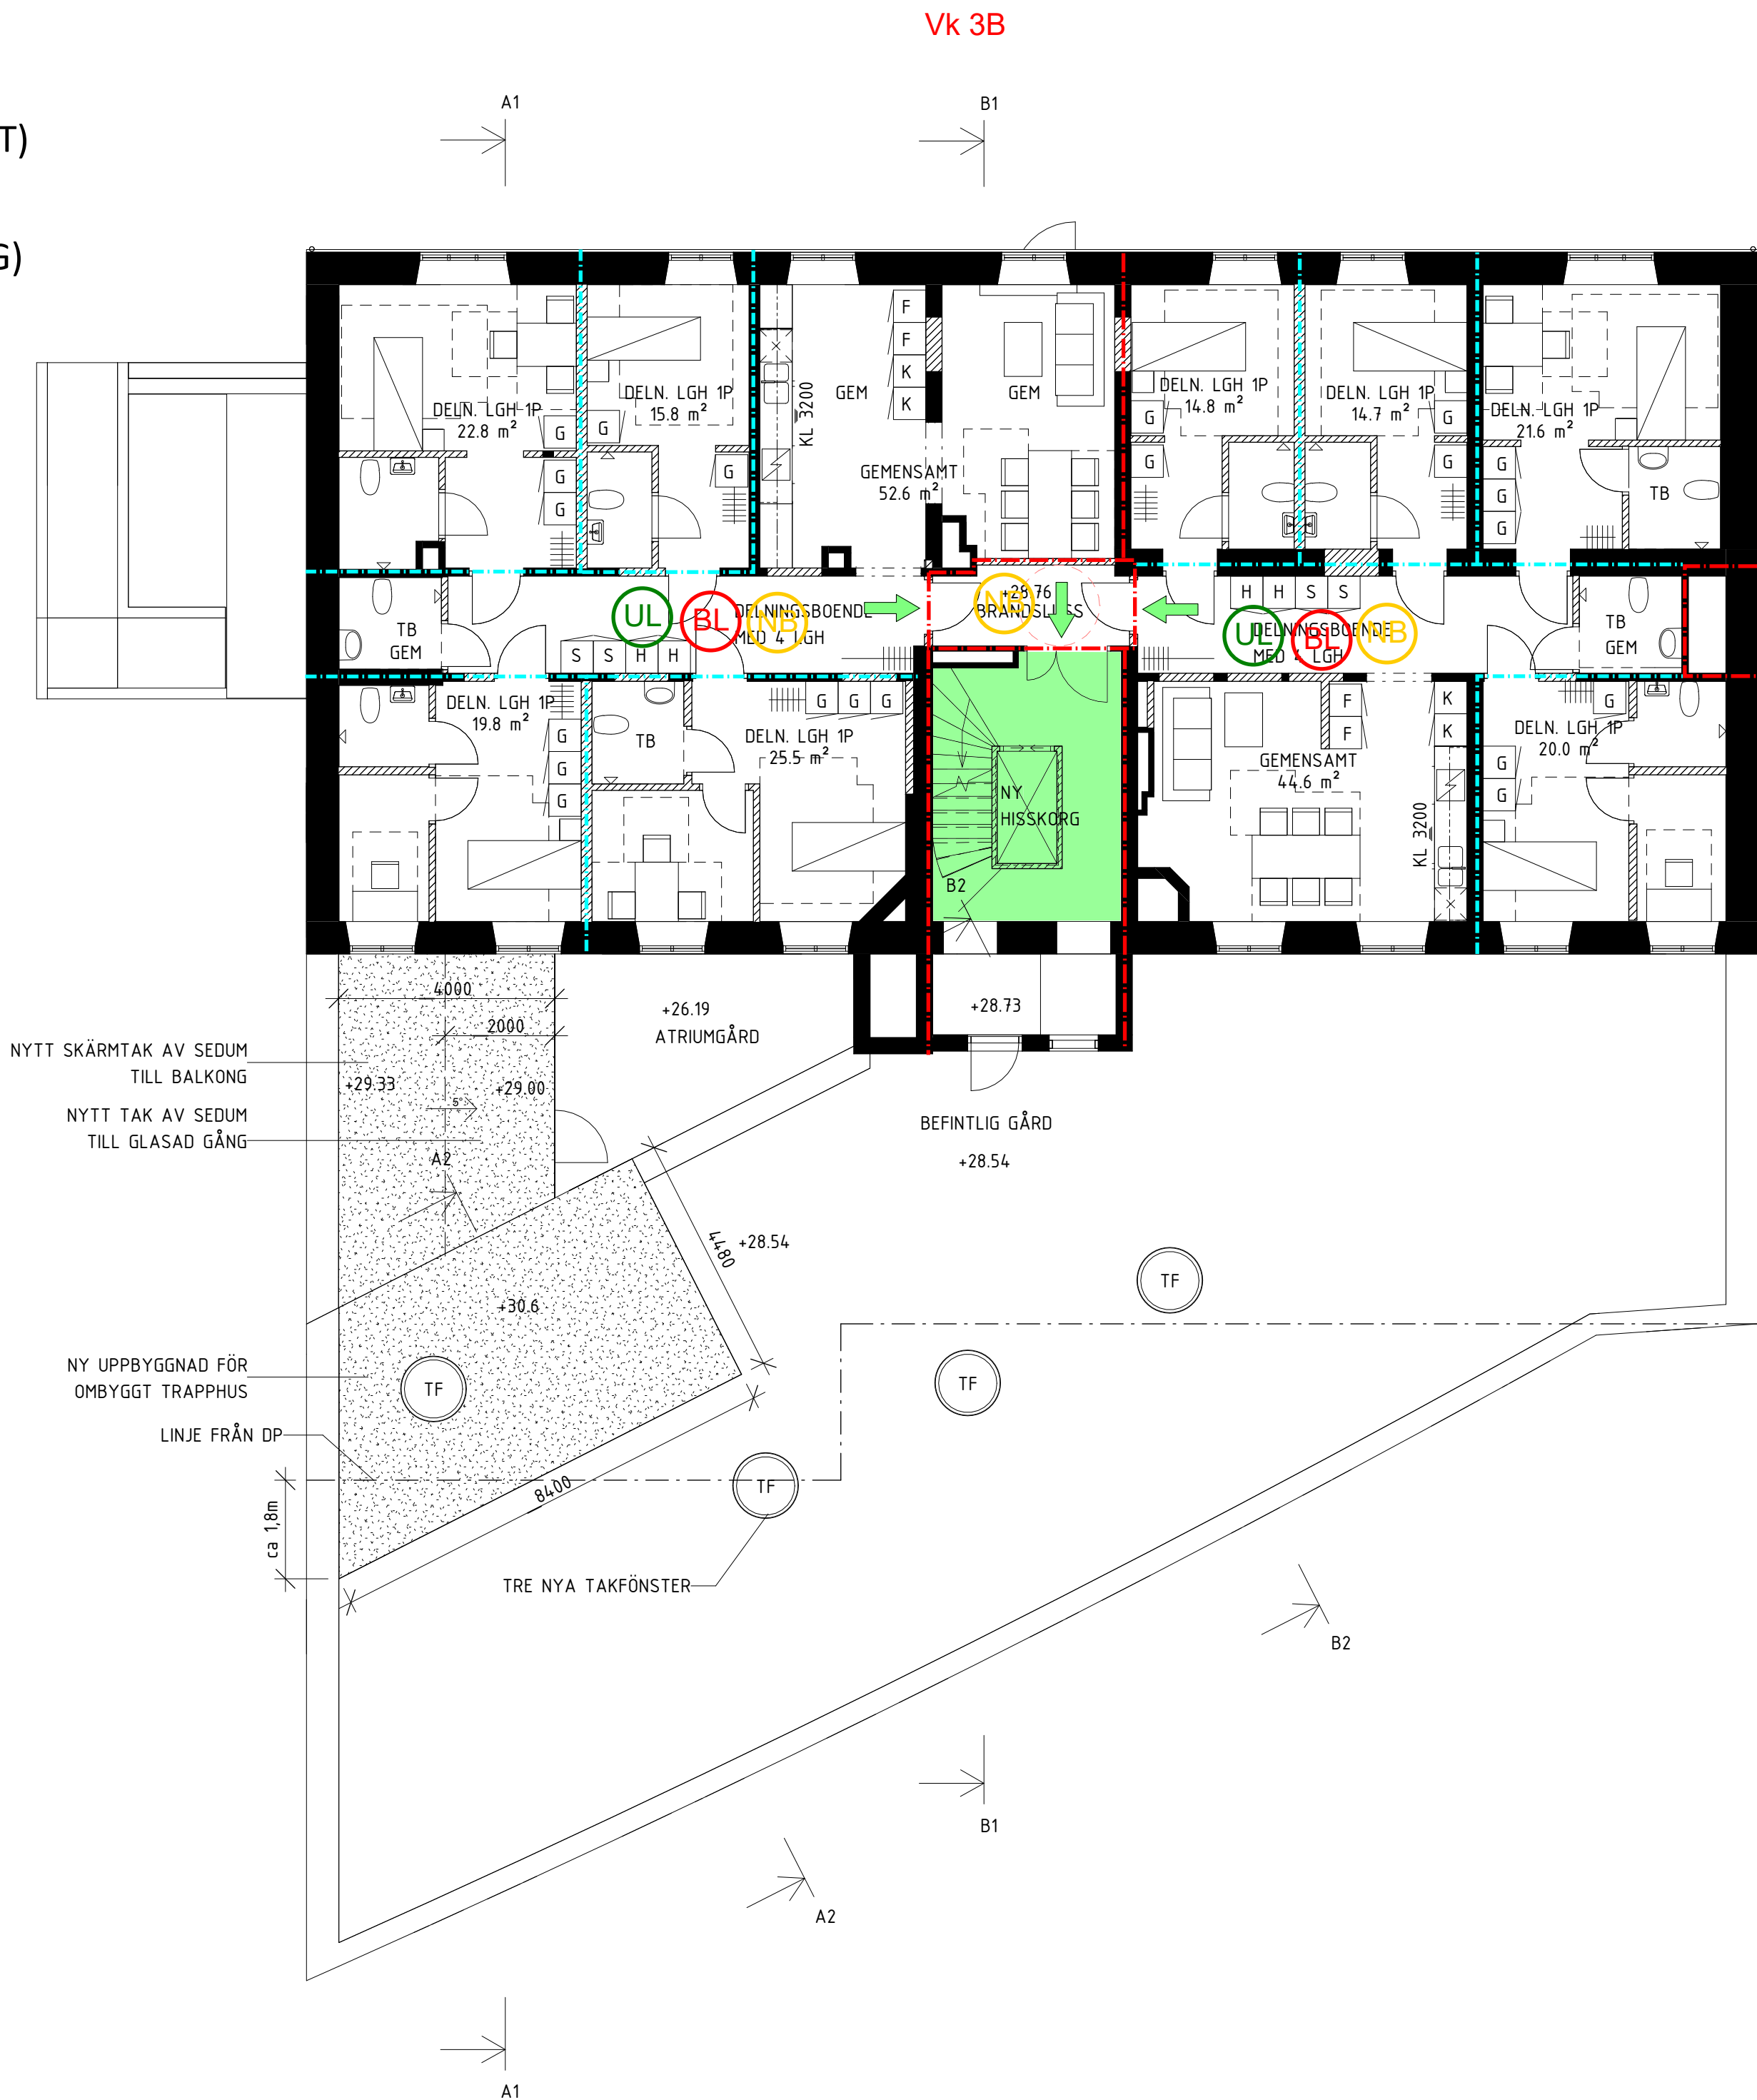 Vk 3B
A1
B1
T)
G)
F
F
K
K
KL 3200
GEM
GEM
DELN. LGH 1P
22.8 m²
G
G
G
DELN. LGH 1P
15.8 m²
G
G
GEMENSAMT
52.6 m²
DELN. LGH 1P
14.8 m²
G
G
DELN. LGH 1P
14.7 m²
G
G
DELN. LGH 1P
21.6 m²
G
G
G
TB
TB
GEM
UL
BL
NB
DELNINGSBOENDE
MED 4 LGH
S
S
H
H
NB
+28.76
BRANDSLUSS
H
H
S
S
UL
BL
NB
DELNINGSBOENDE
MED 4 LGH
TB
GEM
DELN. LGH 1P
19.8 m²
G
G
G
TB
DELN. LGH 1P
25.5 m²
G
G
G
NY
HISSKORG
B2
F
F
K
K
GEMENSAMT
44.6 m²
KL 3200
DELN. LGH 1P
20.0 m²
G
G
G
4000
2000
+26.19
ATRIUMGÅRD
+28.73
NYTT SKÄRMTAK AV SEDUM
TILL BALKONG
+29.33
+29.00
5°
NYTT TAK AV SEDUM
TILL GLASAD GÅNG
A2
BEFINTLIG GÅRD
+28.54
4480
+28.54
+30.6
TF
TF
TF
TF
NY UPPBYGGNAD FÖR
OMBYGGT TRAPPHUS
LINJE FRÅN DP
8400
ca 1,8m
TRE NYA TAKFÖNSTER
B2
B1
A2
A1